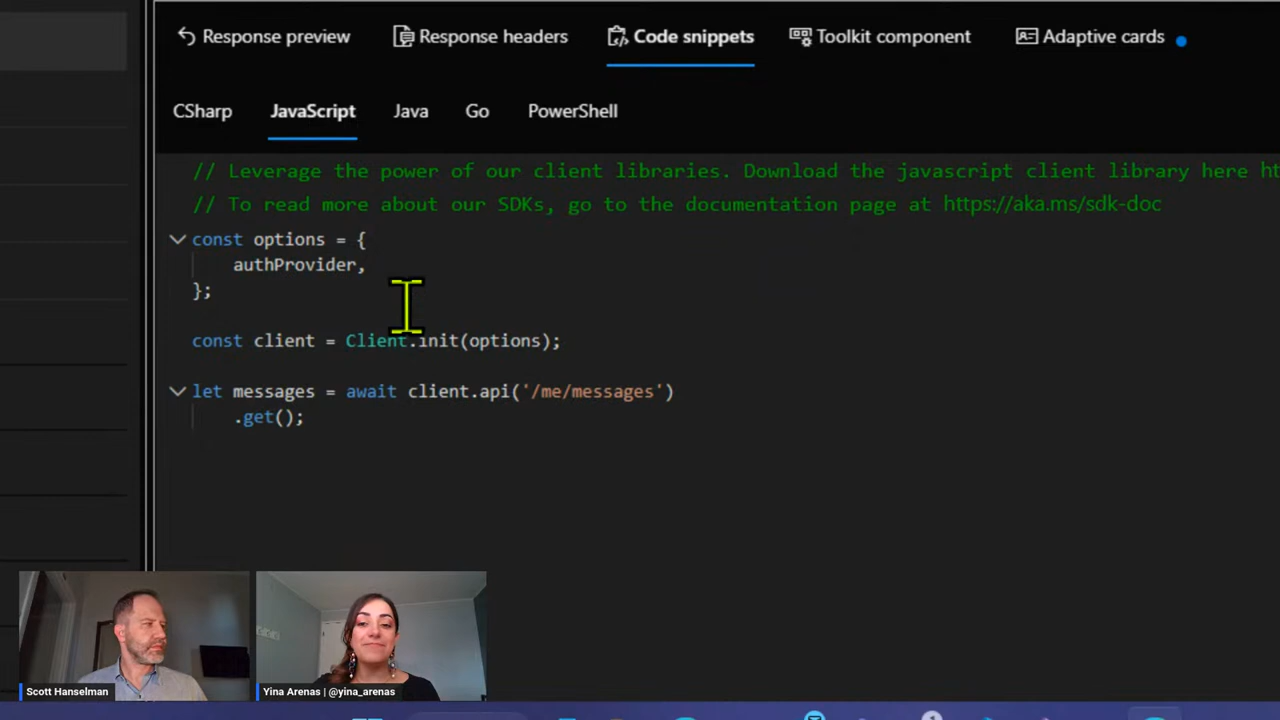 Response preview Response headers Code snippets Toolkit component Adaptive cards
CSharp JavaScript Java Go PowerShell
// Leverage the power of our client libraries. Download the javascript client library here
// To read more about our SDKs, go to the documentation page at https://aka.ms/sdk-doc
const options = {
authProvider,
};
const client = Client.init(options);
let messages = await client.api('/me/messages')
.get();
Scott Hanselman
Yina Arenas | @yina_arenas